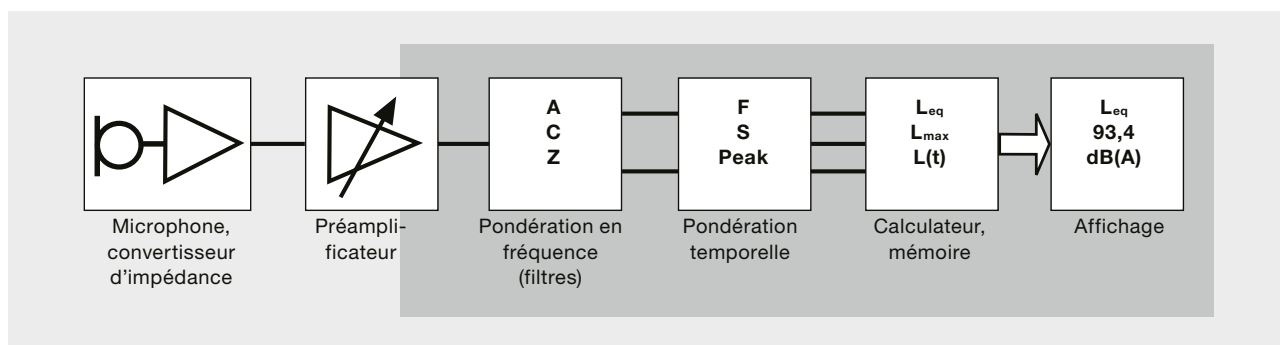 A
C
Z
F
S
Peak
Leq
Lmax
L(t)
Leq
93,4
dB(A)
Microphone,
convertisseur
d'impédance
Préampli-
ficateur
Pondération en
fréquence
(filtres)
Pondération
temporelle
Calculateur,
mémoire
Affichage